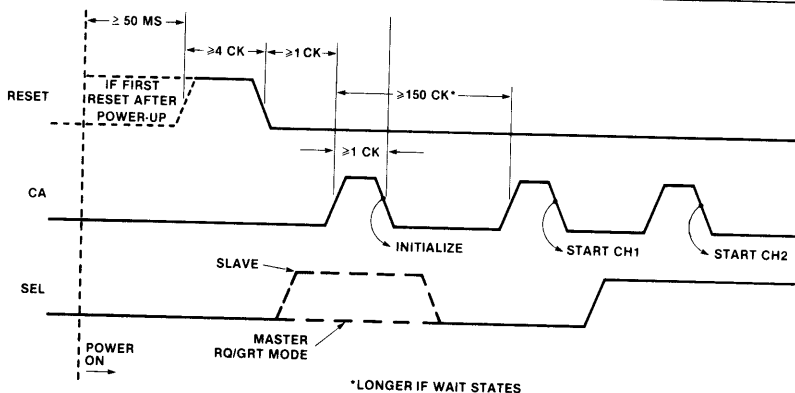 ≥ 50 MS
≥4 CK
≥1 CK
IF FIRST
RESET AFTER
POWER-UP
RESET
≥150 CK*
≥1 CK
CA
INITIALIZE
START CH1
START CH2
SLAVE
SEL
MASTER
RQ/GRT MODE
POWER
ON
*LONGER IF WAIT STATES